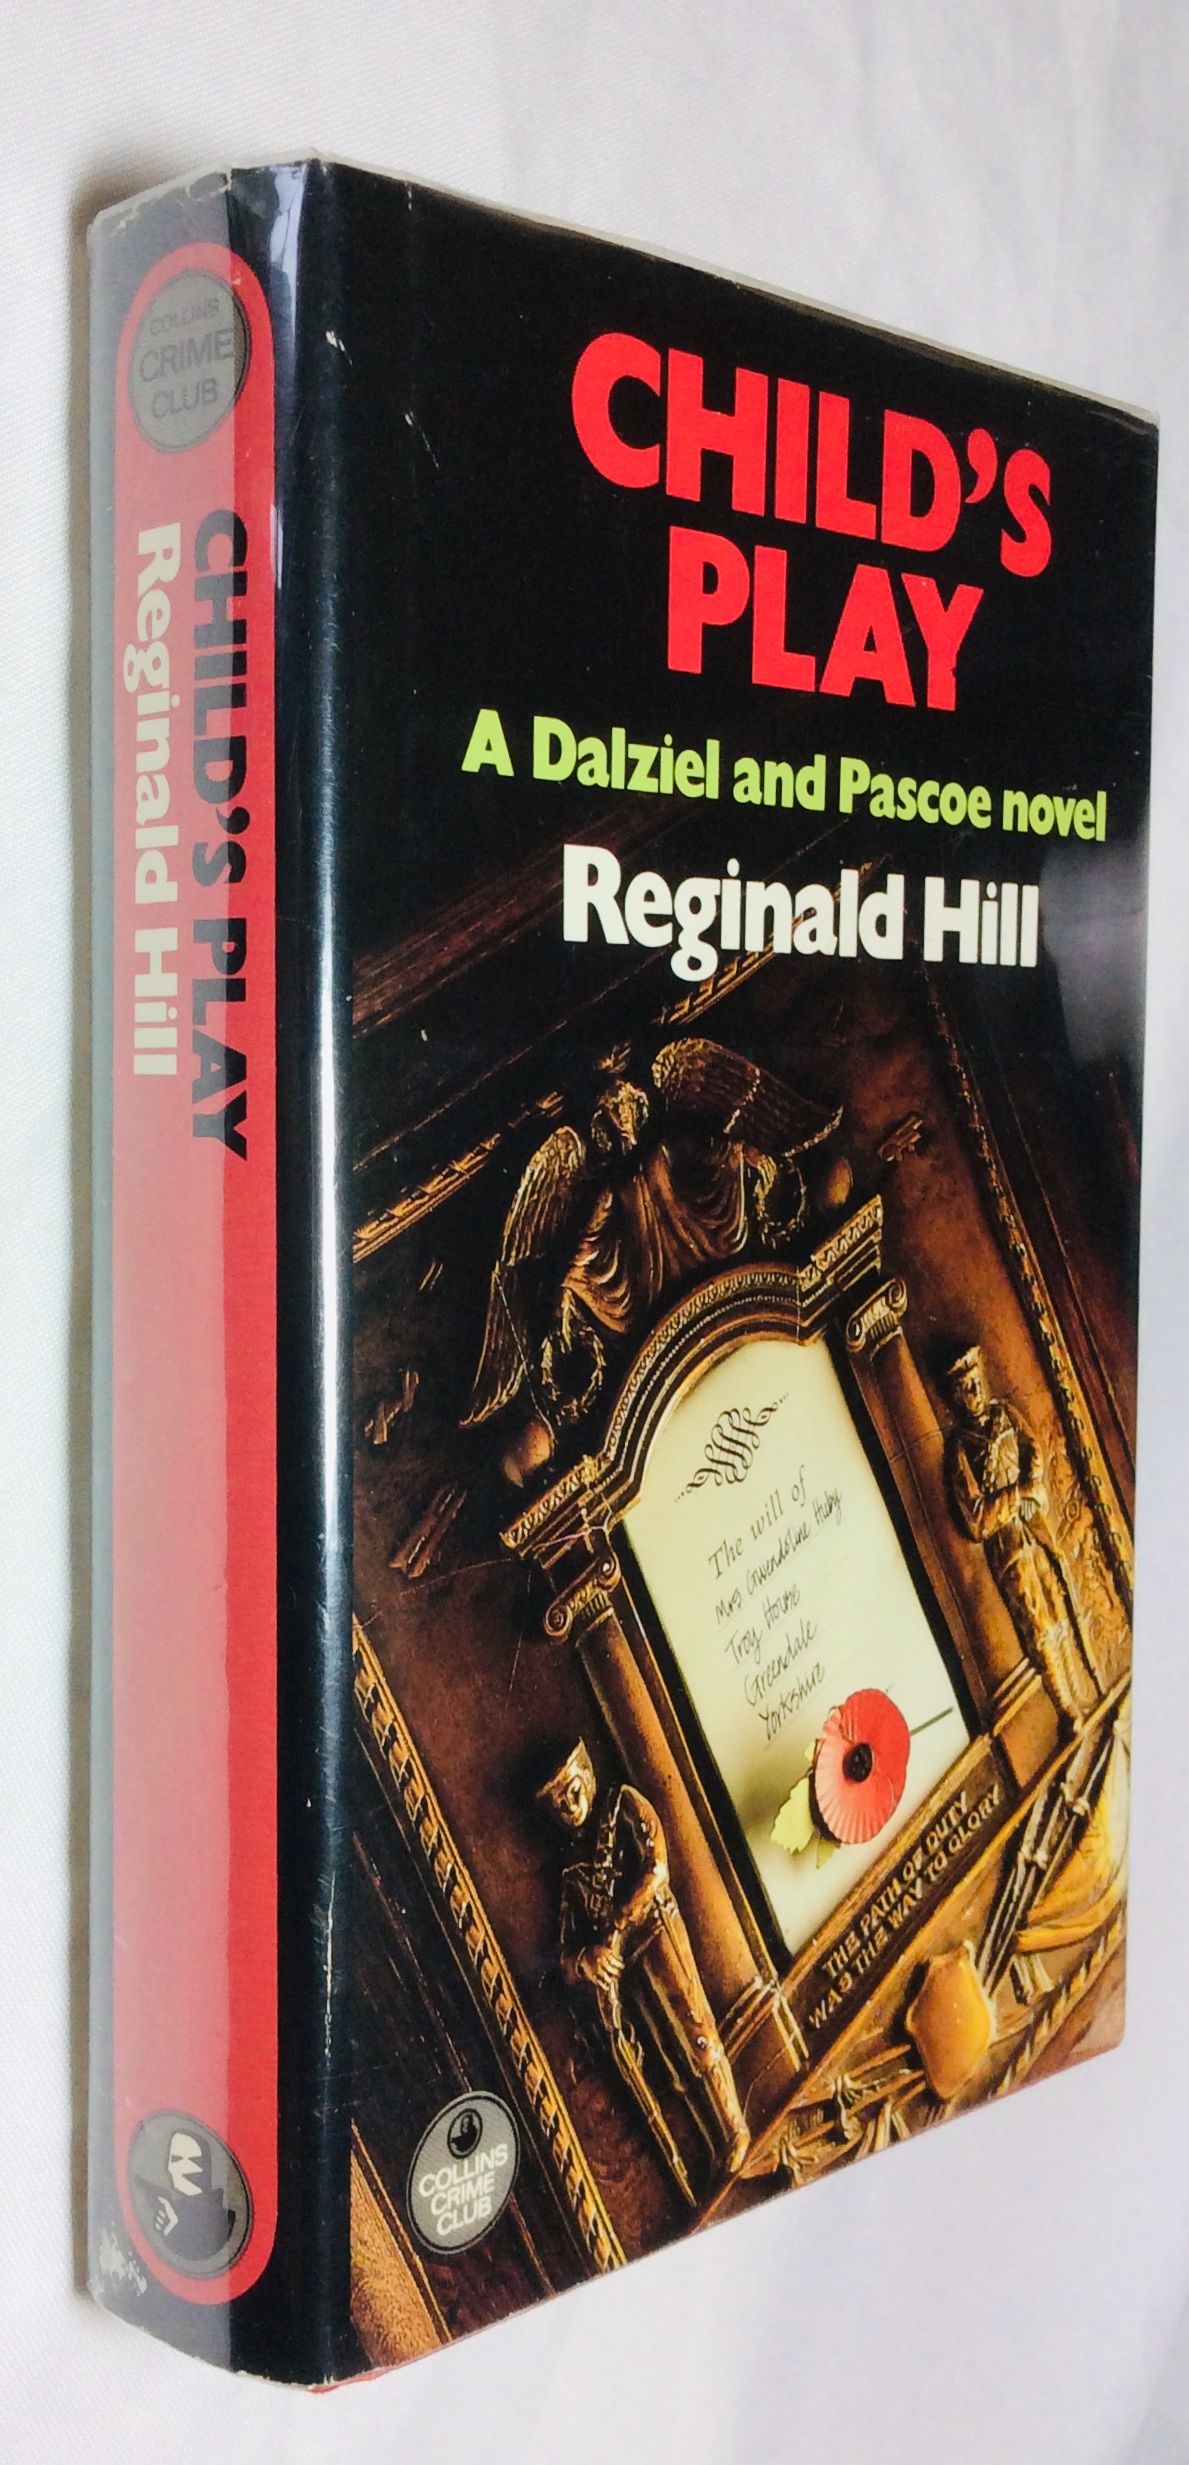 COLLINS
CRIME
CLUB
CHILD'S PLAY
Reginald Hill
CHILD'S
PLAY
A Dalziel and Pascoe novel
Reginald Hill
The will of
Mrs Gwendoline Huby
Troy House
Greendale
Yorkshire
THE PATH OF DUTY
WAS THE WAY TO GLORY
COLLINS
CRIME
CLUB